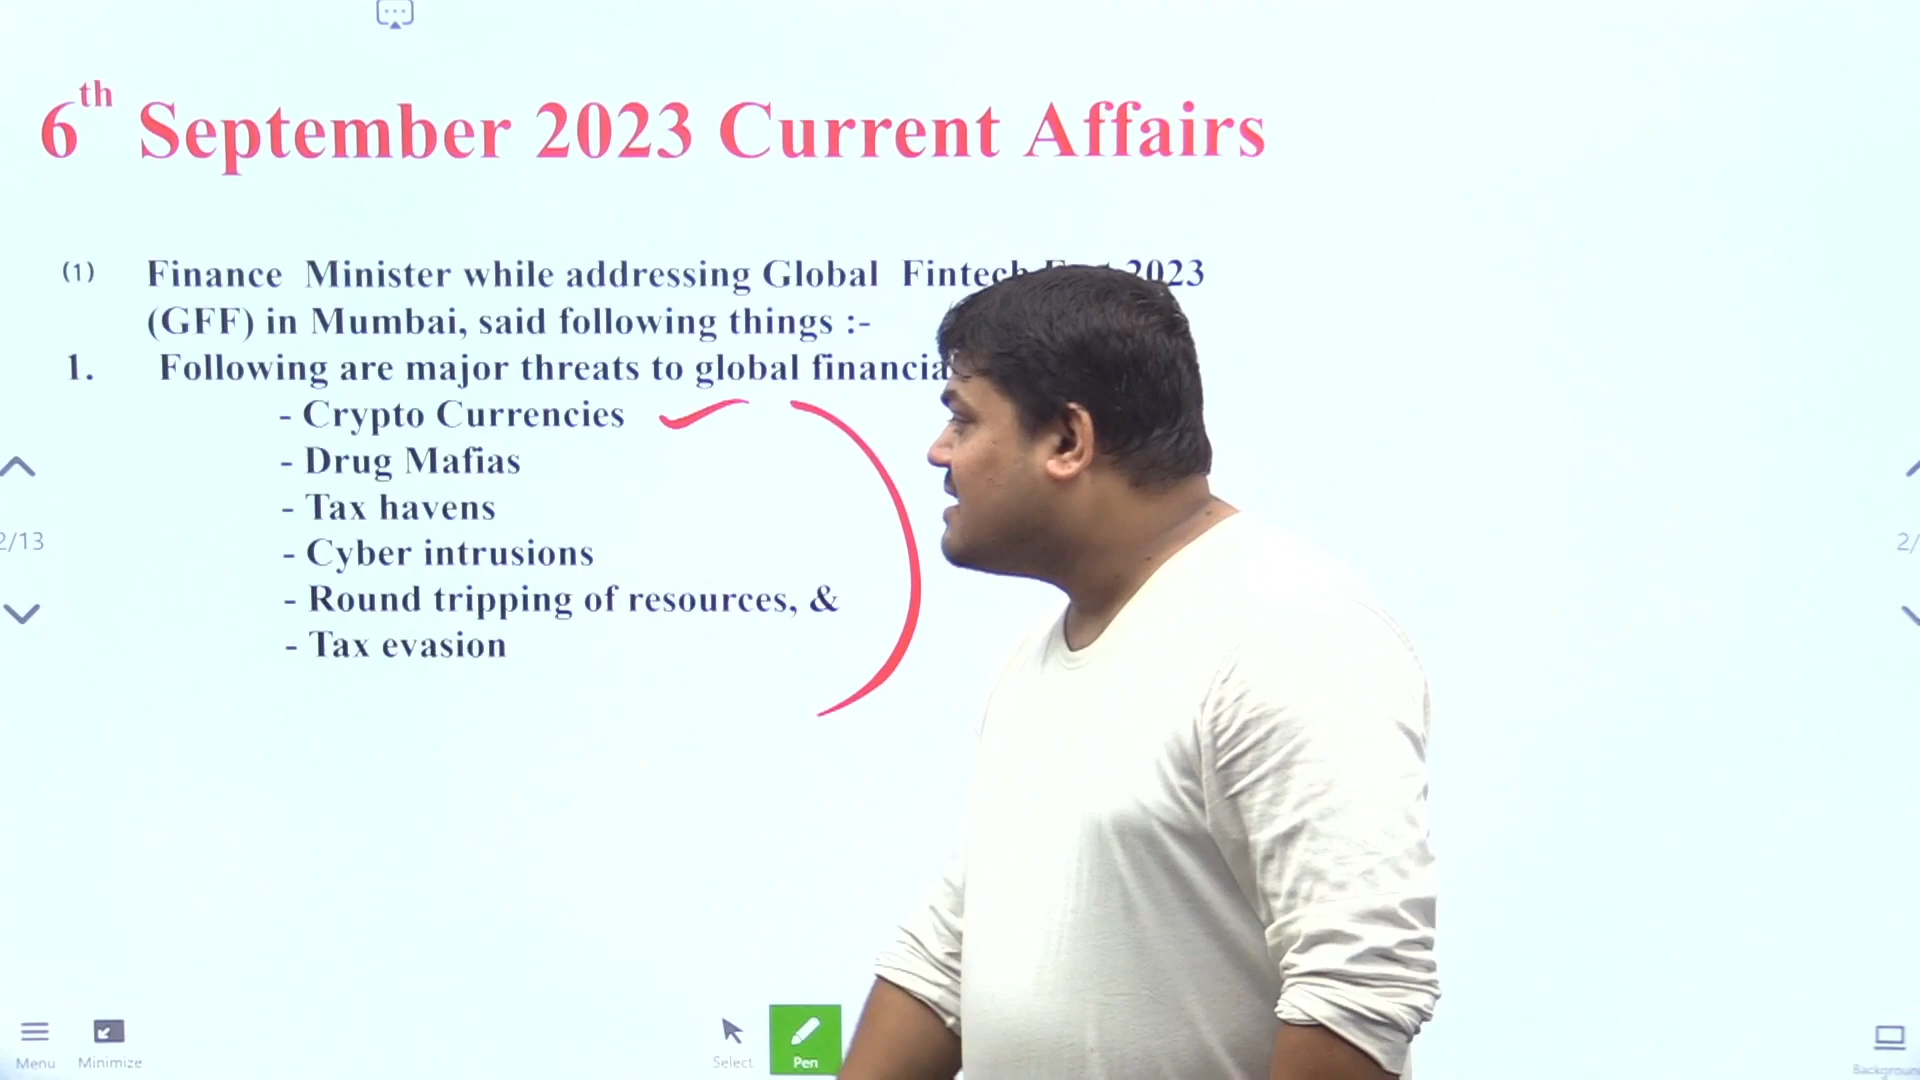 6th September 2023 Current Affairs
(1) Finance Minister while addressing Global Fintech 2023
(GFF) in Mumbai, said following things :-
1. Following are major threats to global
- Crypto Currencies
- Drug Mafias
- Tax havens
- Cyber intrusions
- Round tripping of resources, &
- Tax evasion
2/13
2/
Menu
Minimize
Select
Pen
Background